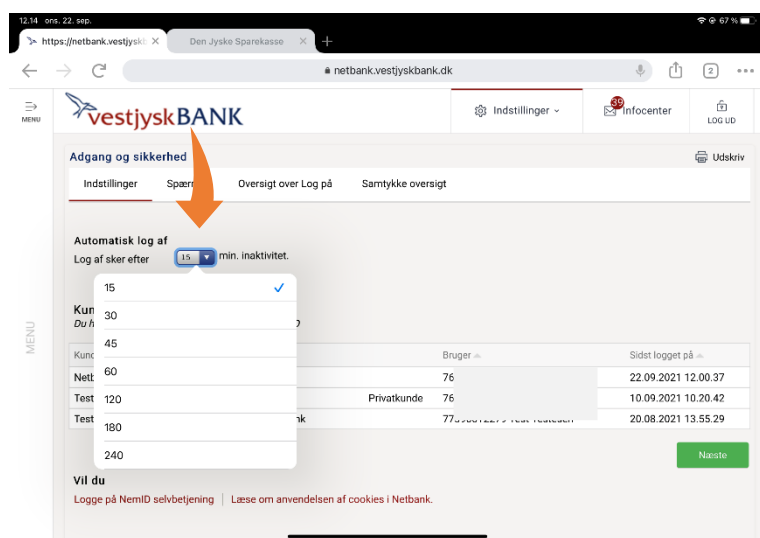 12.14 ons. 22. sep. 67 %
https://netbank.vestjyskb Den Jyske Sparekasse
netbank.vestjyskbank.dk 2
MENU
vestjyskBANK
Indstillinger
39
Infocenter
LOG UD
Adgang og sikkerhed
Udskriv
Indstillinger Spærr Oversigt over Log på Samtykke oversigt
Automatisk log af
Log af sker efter 15 min. inaktivitet.
15
30
45
60
120
180
240
Kun
Du h
MENU
Kund Bruger Sidst logget på
Netb 76 22.09.2021 12.00.37
Test Privatkunde 76 10.09.2021 10.20.42
Test nk 20.08.2021 13.55.29
Næste
Vil du
Logge på NemID selvbetjening | Læse om anvendelsen af cookies i Netbank.